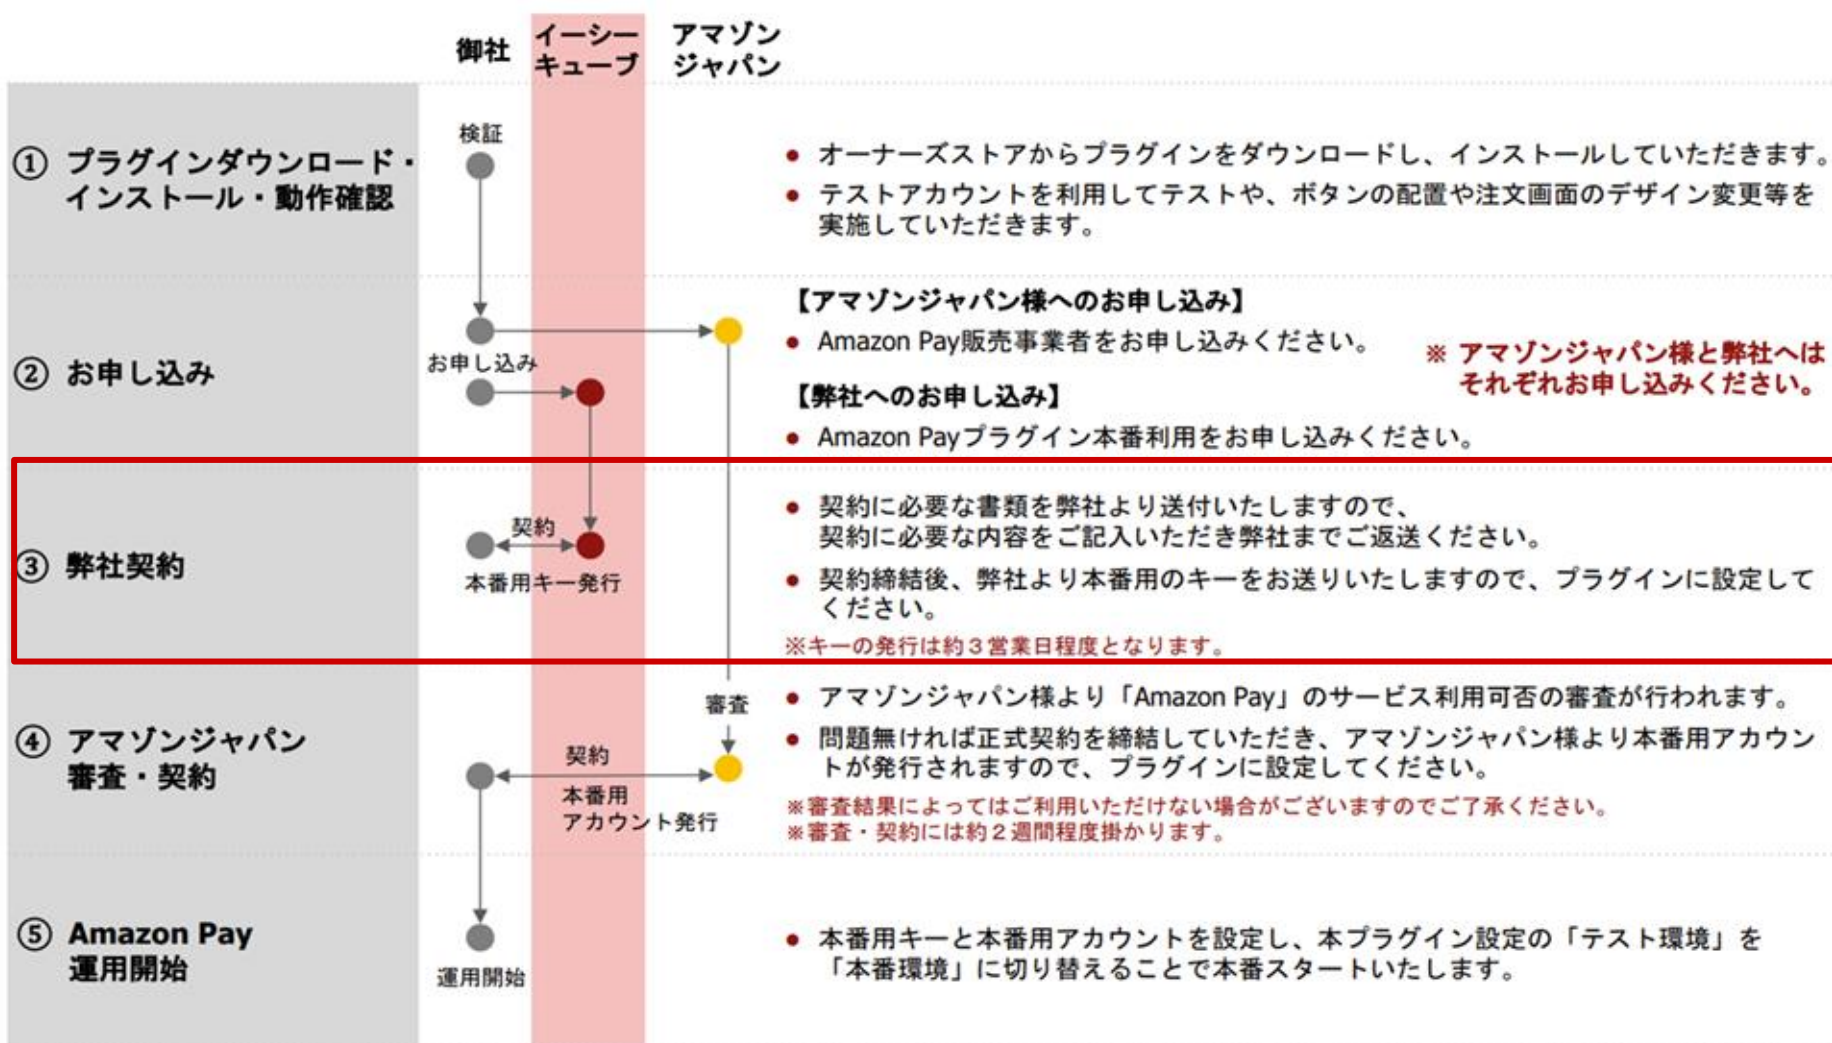 御社
イーシー
キューブ
アマゾン
ジャパン
① プラグインダウンロード・
インストール・動作確認
検証
● オーナーズストアからプラグインをダウンロードし、インストールしていただきます。
● テストアカウントを利用してテストや、ボタンの配置や注文画面のデザイン変更等を
実施していただきます。
② お申し込み
お申し込み
【アマゾンジャパン様へのお申し込み】
● Amazon Pay販売事業者をお申し込みください。
※ アマゾンジャパン様と弊社へは
それぞれお申し込みください。
【弊社へのお申し込み】
● Amazon Payプラグイン本番利用をお申し込みください。
③ 弊社契約
契約
本番用キー発行
● 契約に必要な書類を弊社より送付いたしますので、
契約に必要な内容をご記入いただき弊社までご返送ください。
● 契約締結後、弊社より本番用のキーをお送りいたしますので、プラグインに設定して
ください。
※キーの発行は約３営業日程度となります。
④ アマゾンジャパン
審査・契約
審査
契約
本番用
アカウント発行
● アマゾンジャパン様より「Amazon Pay」のサービス利用可否の審査が行われます。
● 問題無ければ正式契約を締結していただき、アマゾンジャパン様より本番用アカウン
トが発行されますので、プラグインに設定してください。
※審査結果によってはご利用いただけない場合がございますのでご了承ください。
※審査・契約には約２週間程度掛かります。
⑤ Amazon Pay
運用開始
運用開始
● 本番用キーと本番用アカウントを設定し、本プラグイン設定の「テスト環境」を
「本番環境」に切り替えることで本番スタートいたします。